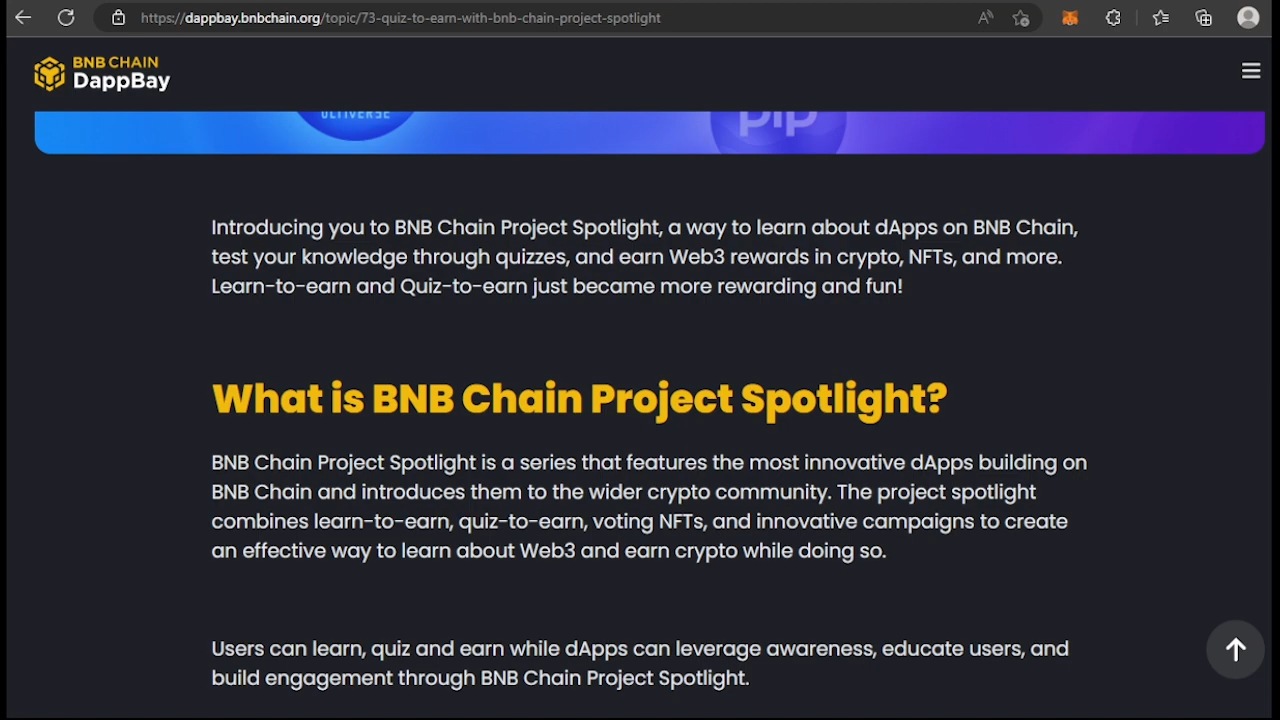 https://dappbay.bnbchain.org/topic/73-quiz-to-earn-with-bnb-chain-project-spotlight
BNB CHAIN
DappBay
ULTIVERSE
pip
Introducing you to BNB Chain Project Spotlight, a way to learn about dApps on BNB Chain,
test your knowledge through quizzes, and earn Web3 rewards in crypto, NFTs, and more.
Learn-to-earn and Quiz-to-earn just became more rewarding and fun!
What is BNB Chain Project Spotlight?
BNB Chain Project Spotlight is a series that features the most innovative dApps building on
BNB Chain and introduces them to the wider crypto community. The project spotlight
combines learn-to-earn, quiz-to-earn, voting NFTs, and innovative campaigns to create
an effective way to learn about Web3 and earn crypto while doing so.
Users can learn, quiz and earn while dApps can leverage awareness, educate users, and
build engagement through BNB Chain Project Spotlight.